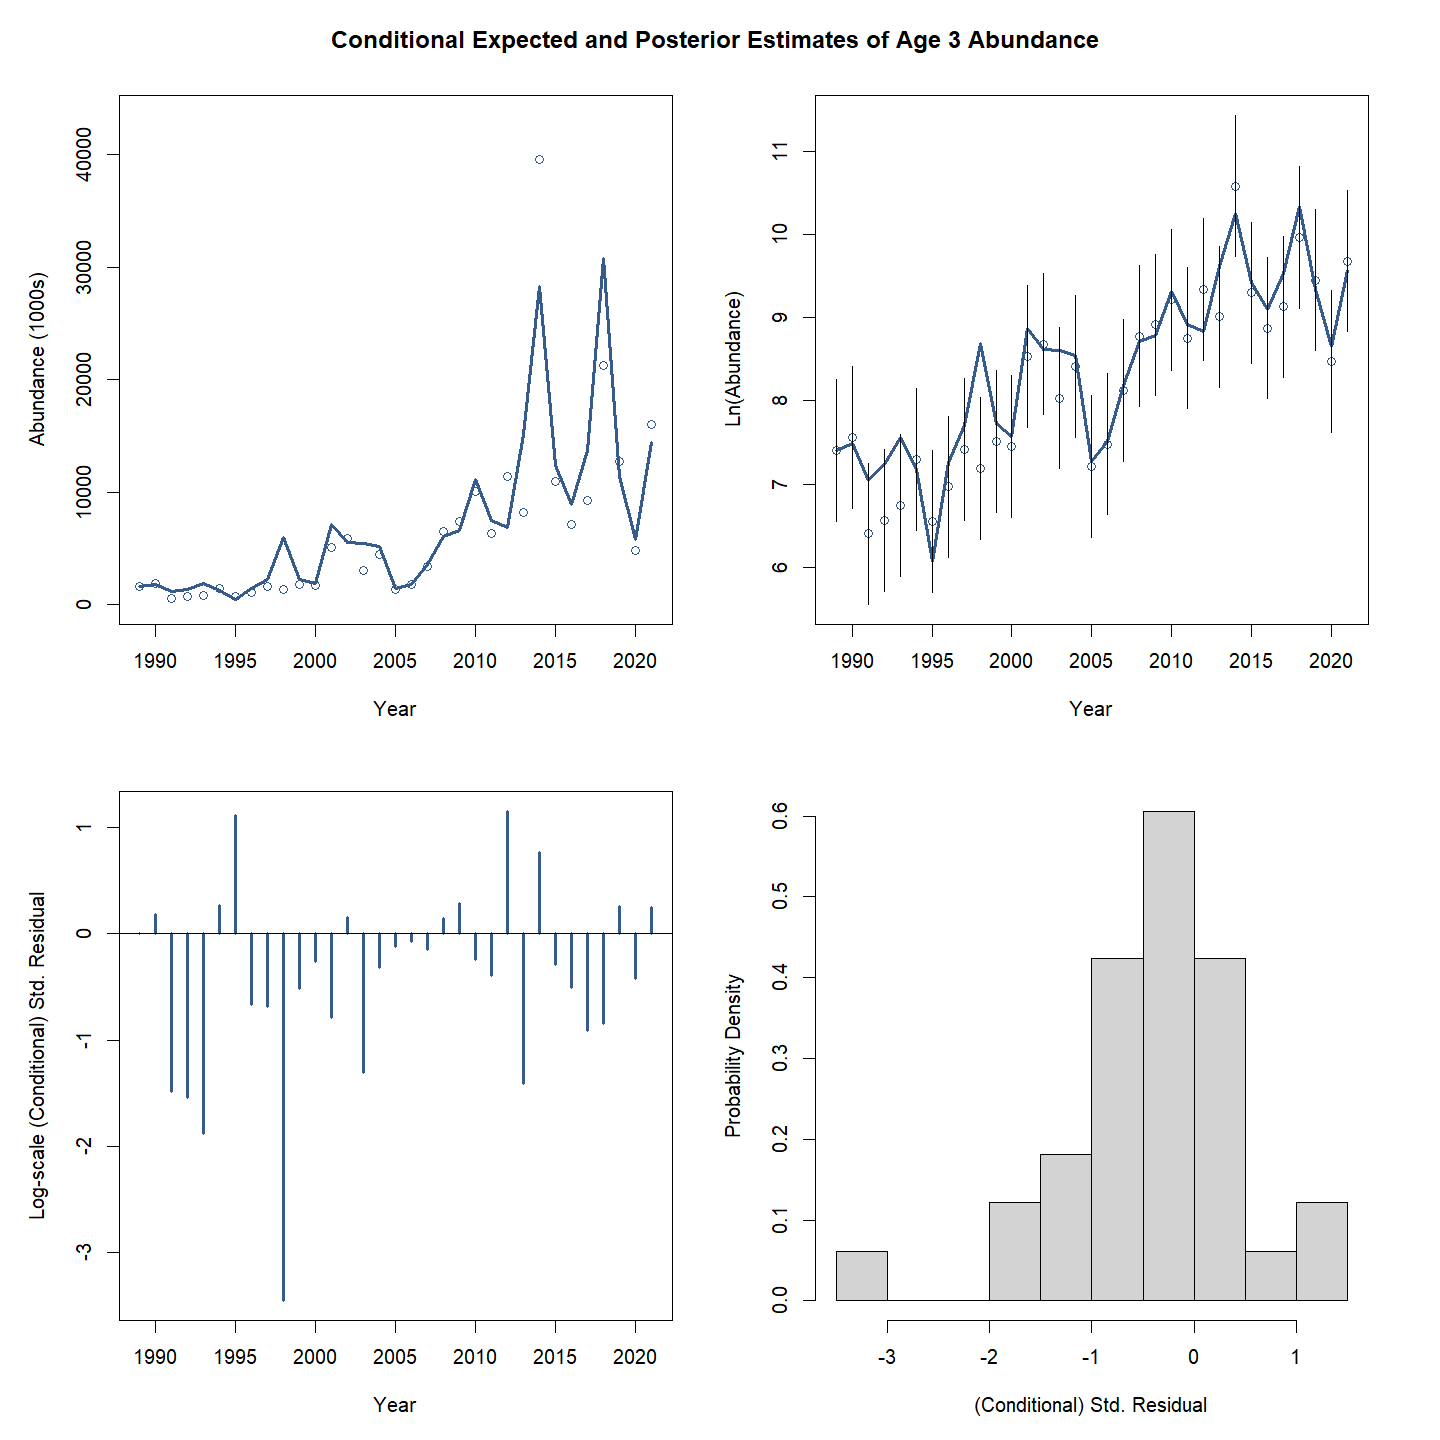 Conditional Expected and Posterior Estimates of Age 3 Abundance
Abundance (1000s)
40000
30000
20000
10000
0
1990 1995 2000 2005 2010 2015 2020
Year
Ln(Abundance)
11
10
9
8
7
6
1990 1995 2000 2005 2010 2015 2020
Year
Log-scale (Conditional) Std. Residual
1
0
-1
-2
-3
1990 1995 2000 2005 2010 2015 2020
Year
Probability Density
0.6
0.5
0.4
0.3
0.2
0.1
0.0
-3 -2 -1 0 1
(Conditional) Std. Residual